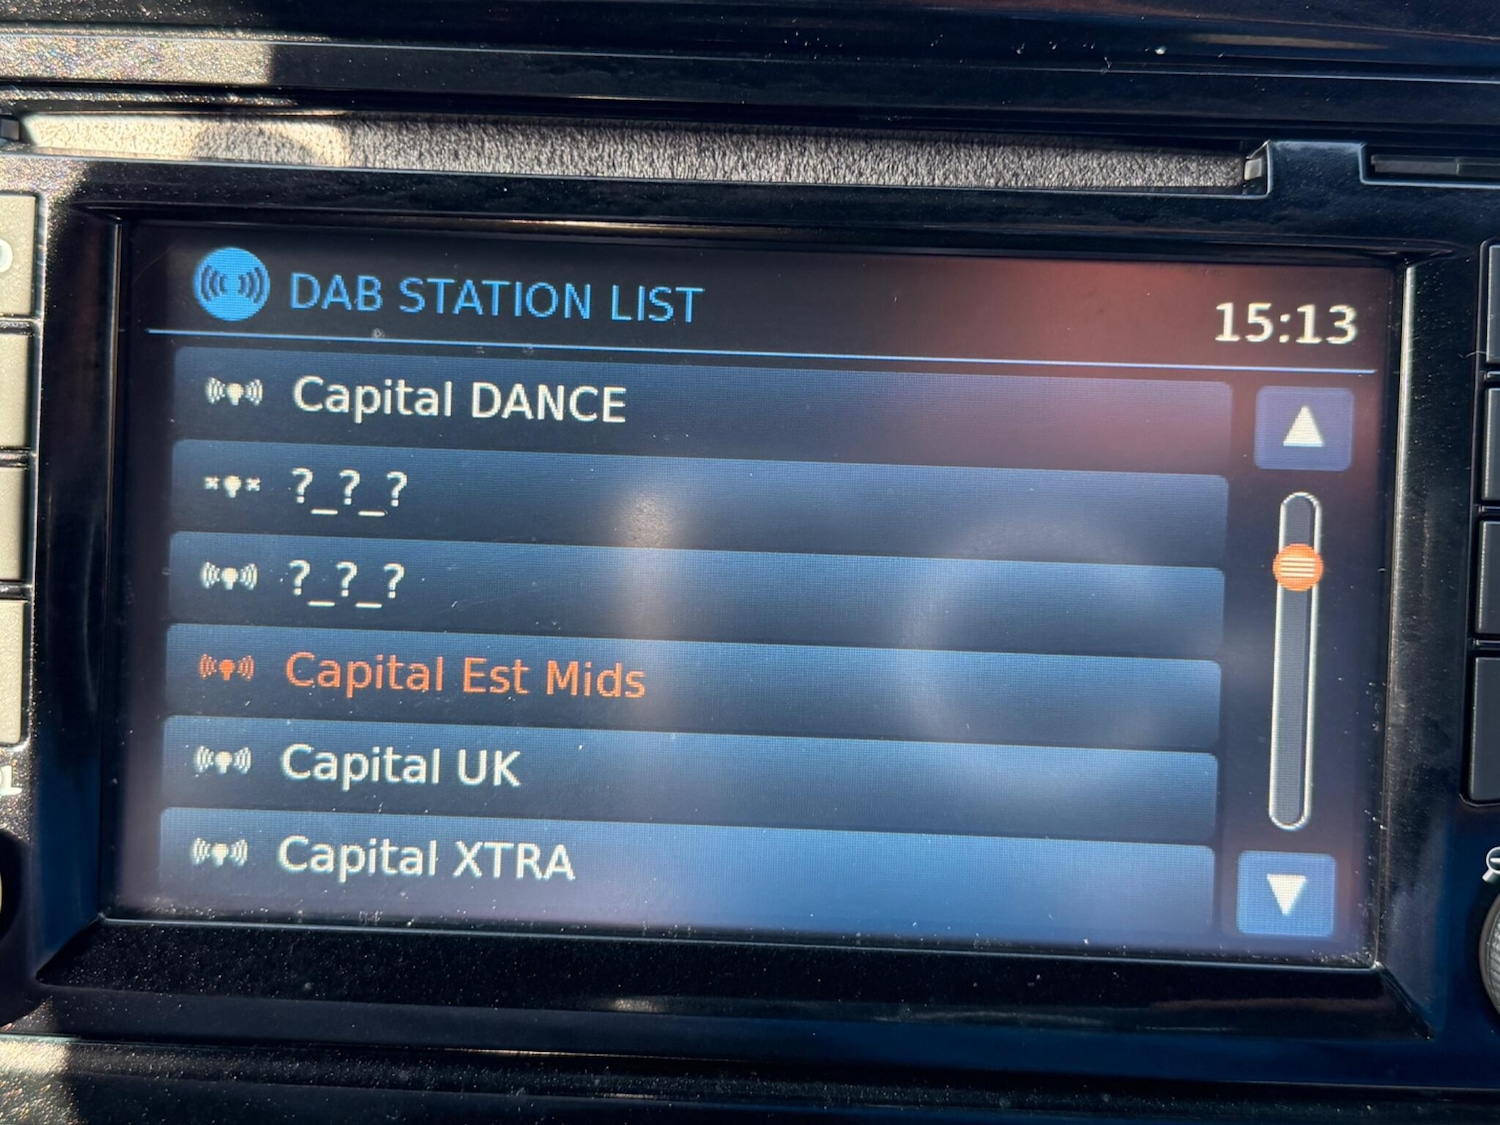 DAB STATION LIST
15:13
Capital DANCE
?_?_?
?_?_?
Capital Est Mids
Capital UK
Capital XTRA